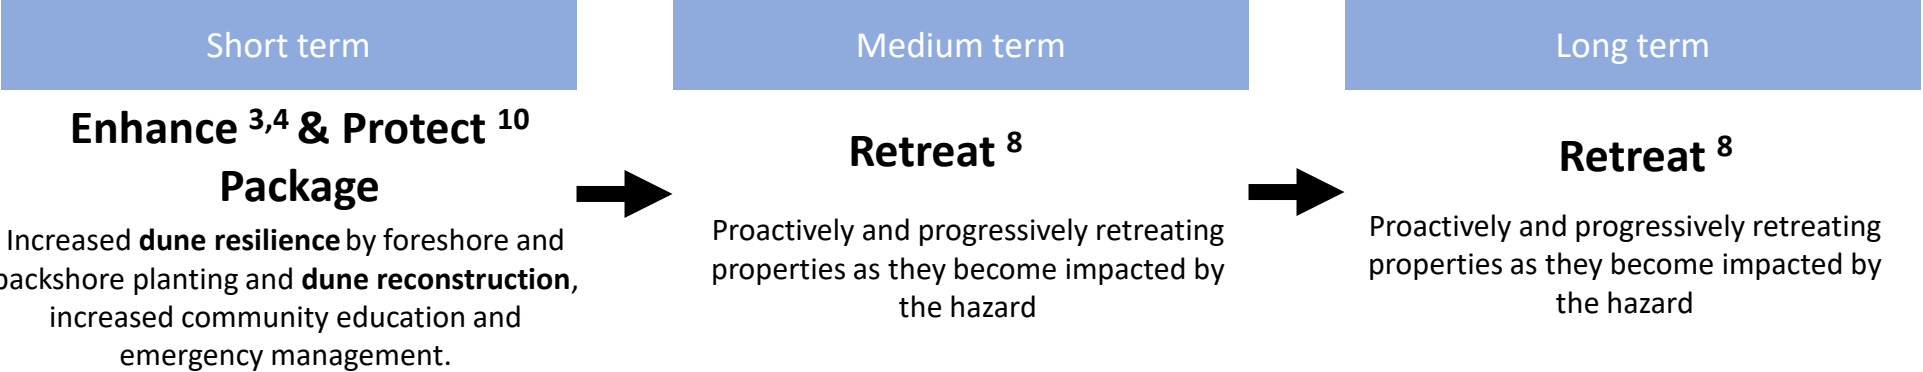 Short term
Enhance 3,4 & Protect 10
Package
Increased dune resilience by foreshore and
backshore planting and dune reconstruction,
increased community education and
emergency management.
Medium term
Retreat 8
Proactively and progressively retreating
properties as they become impacted by
the hazard
Long term
Retreat 8
Proactively and progressively retreating
properties as they become impacted by
the hazard